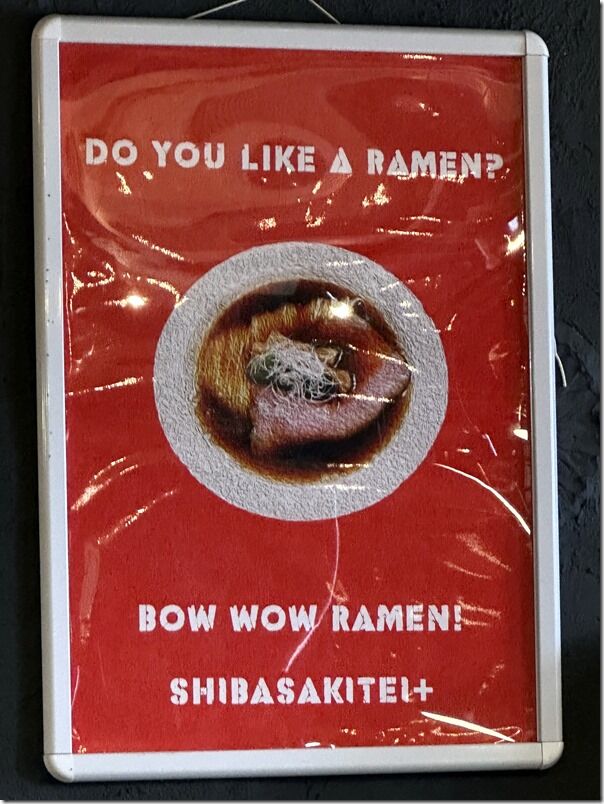 DO YOU LIKE A RAMEN?
BOW WOW RAMEN!
SHIBASAKITEI+